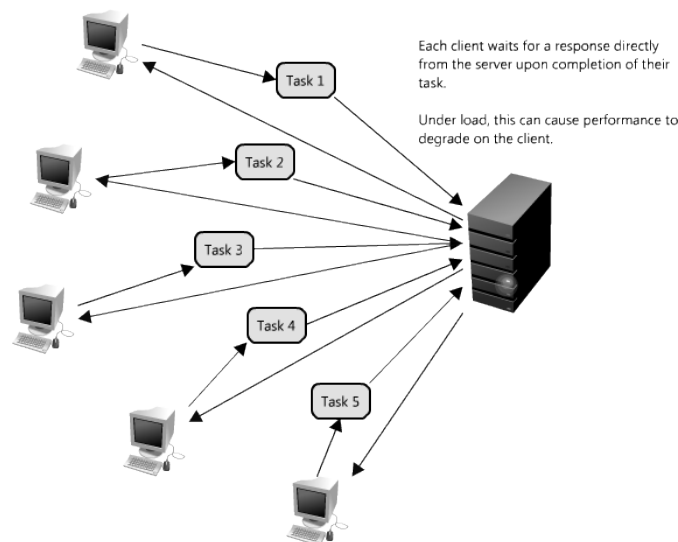 Each client waits for a response directly
from the server upon completion of their
task.
Under load, this can cause performance to
degrade on the client.
Task 1
Task 2
Task 3
Task 4
Task 5